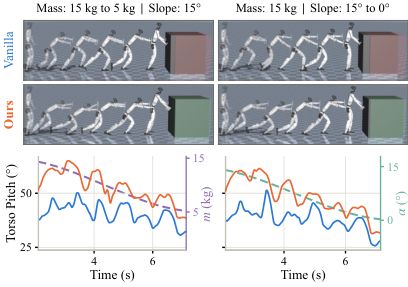 Mass: 15 kg to 5 kg | Slope: 15°
Mass: 15 kg | Slope: 15° to 0°
Vanilla
Ours
Torso Pitch (°)
50
25
4
6
Time (s)
15
5
m (kg)
4
6
Time (s)
15
0
α (°)